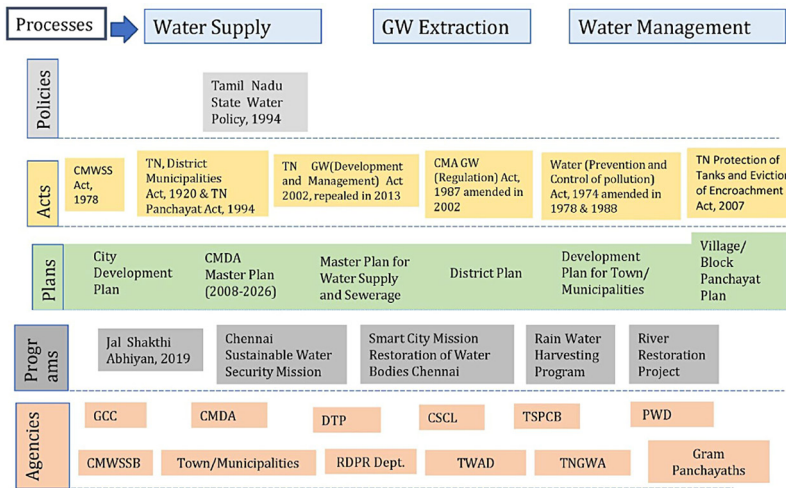 Processes
Water Supply
GW Extraction
Water Management
Policies
Tamil Nadu
State Water
Policy, 1994
Acts
CMWSS
Act,
1978
TN, District
Municipalities
Act, 1920 & TN
Panchayat Act, 1994
TN GW(Development
and Management) Act
2002, repealed in 2013
CMA GW
(Regulation) Act,
1987 amended in
2002
Water (Prevention and
Control of pollution)
Act, 1974 amended in
1978 & 1988
TN Protection of
Tanks and Eviction
of Encroachment
Act, 2007
Plans
City
Development
Plan
CMDA
Master Plan
(2008-2026)
Master Plan for
Water Supply
and Sewerage
District Plan
Development
Plan for Town/
Municipalities
Village/
Block
Panchayat
Plan
Progr
ams
Jal Shakthi
Abhiyan, 2019
Chennai
Sustainable Water
Security Mission
Smart City Mission
Restoration of Water
Bodies Chennai
Rain Water
Harvesting
Program
River
Restoration
Project
Agencies
GCC
CMDA
DTP
CSCL
TSPCB
PWD
CMWSSB
Town/Municipalities
RDPR Dept.
TWAD
TNGWA
Gram
Panchayaths